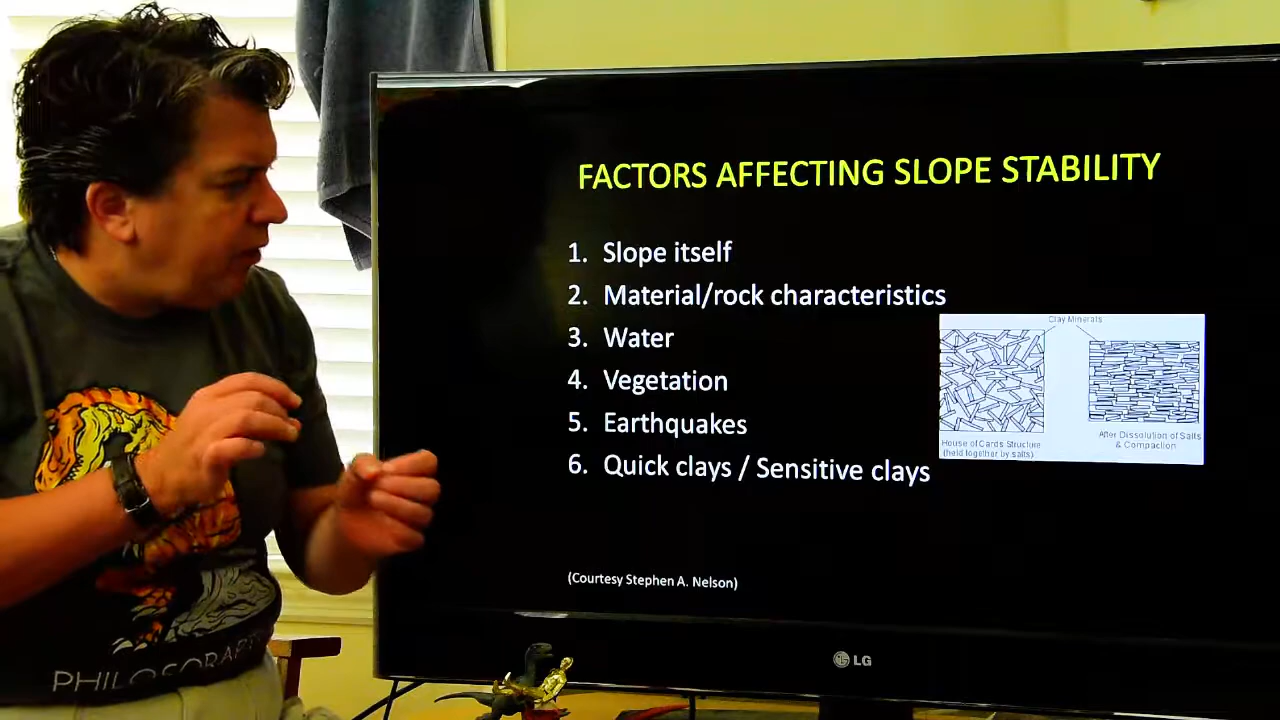 FACTORS AFFECTING SLOPE STABILITY
1. Slope itself
2. Material/rock characteristics
3. Water
4. Vegetation
5. Earthquakes
6. Quick clays / Sensitive clays
Clay Minerals
House of Cards Structure
(held together by salts)
After Dissolution of Salts
& Compaction
(Courtesy Stephen A. Nelson)
LG
PHILOSORAPT